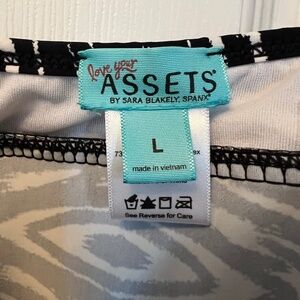 love your
ASSETS®
BY SARA BLAKELY, SPANX®
L
made in vietnam
See Reverse for Care